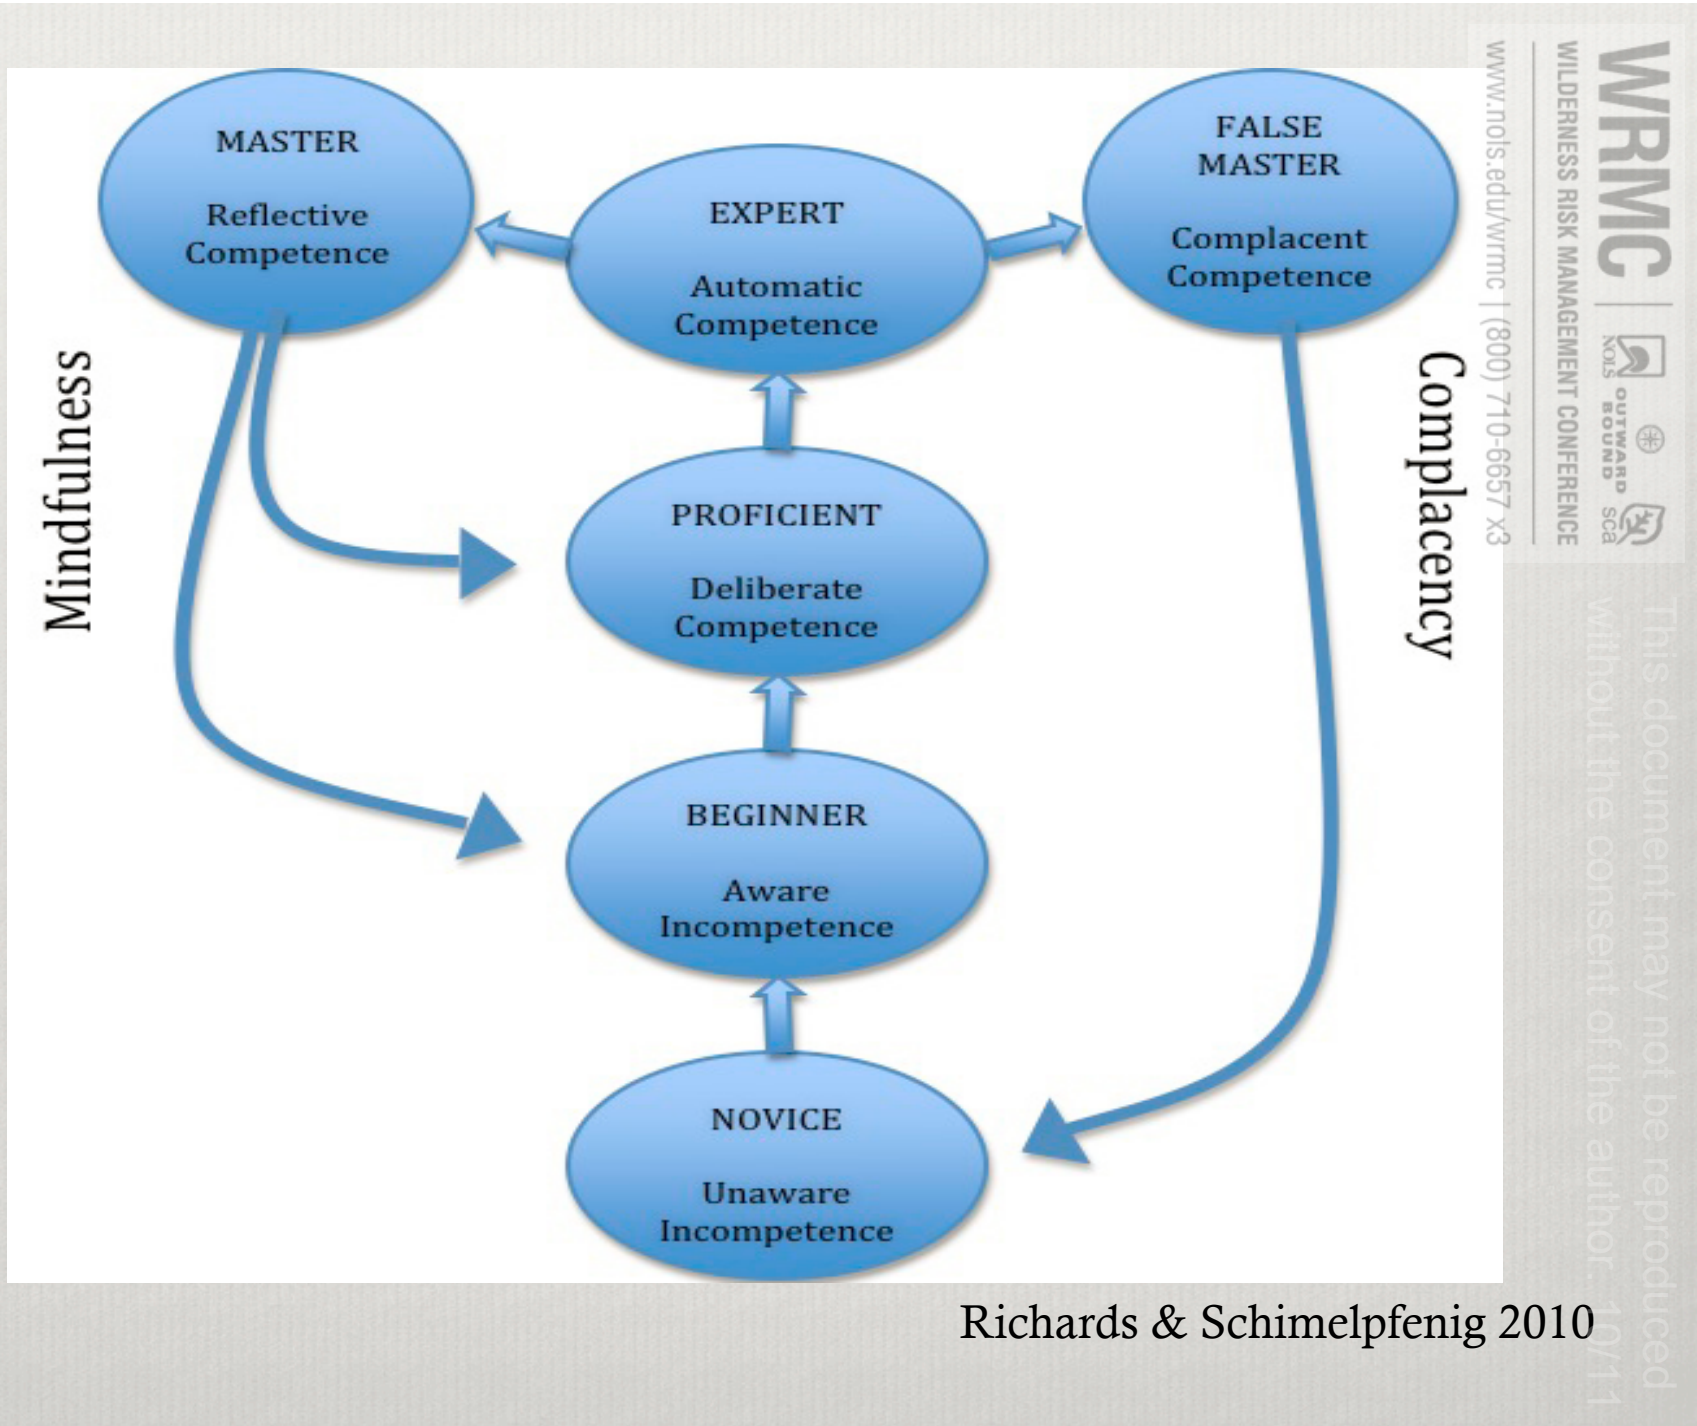 MASTER
Reflective
Competence
EXPERT
Automatic
Competence
FALSE
MASTER
Complacent
Competence
Mindfulness
Complacency
PROFICIENT
Deliberate
Competence
BEGINNER
Aware
Incompetence
NOVICE
Unaware
Incompetence
Richards & Schimelpfenig 2010
WRMC
NOLS
OUTWARD
BOUND
sca
WILDERNESS RISK MANAGEMENT CONFERENCE
www.nols.edu/wrmc | (800) 710-6657 x3
This document may not be reproduced
without the consent of the author. 10/11